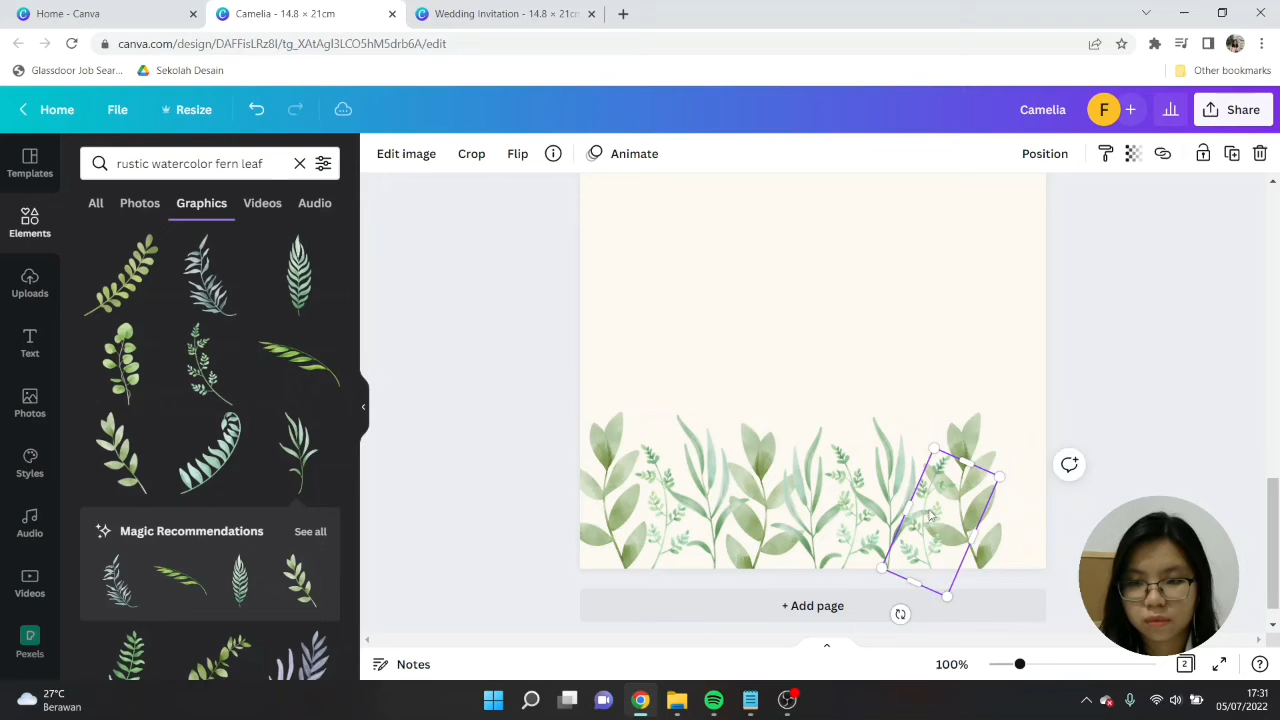 Home - Canva
Camelia - 14.8 × 21cm
Wedding Invitation - 14.8 × 21cm
canva.com/design/DAFFisLRz8I/tg_XAtAgl3LCO5hM5drb6A/edit
Glassdoor Job Sear...
Sekolah Desain
Other bookmarks
Home
File
Resize
Camelia
F
Share
Templates
Elements
Uploads
Text
Photos
Styles
Audio
Videos
Pexels
rustic watercolor fern leaf
All
Photos
Graphics
Videos
Audio
Magic Recommendations
See all
Edit image
Crop
Flip
Animate
Position
+ Add page
Notes
100%
2
27°C
Berawan
17:31
05/07/2022